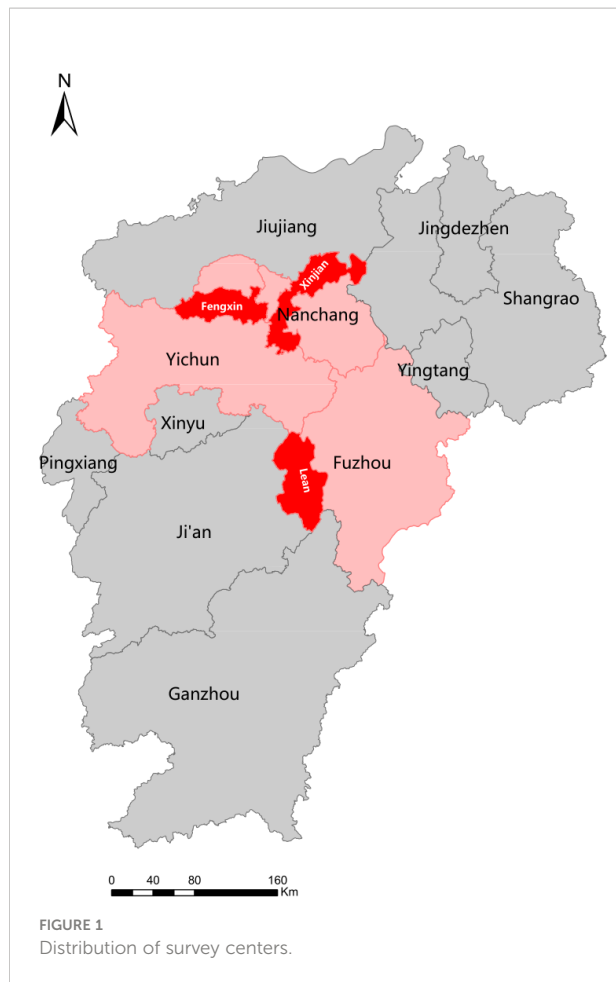 N
Jiujiang
Jingdezhen
Xinjian
Shangrao
Fengxin
Nanchang
Yichun
Yingtang
Xinyu
Pingxiang
Fuzhou
Lean
Ji'an
Ganzhou
0 40 80 160
Km
FIGURE 1
Distribution of survey centers.